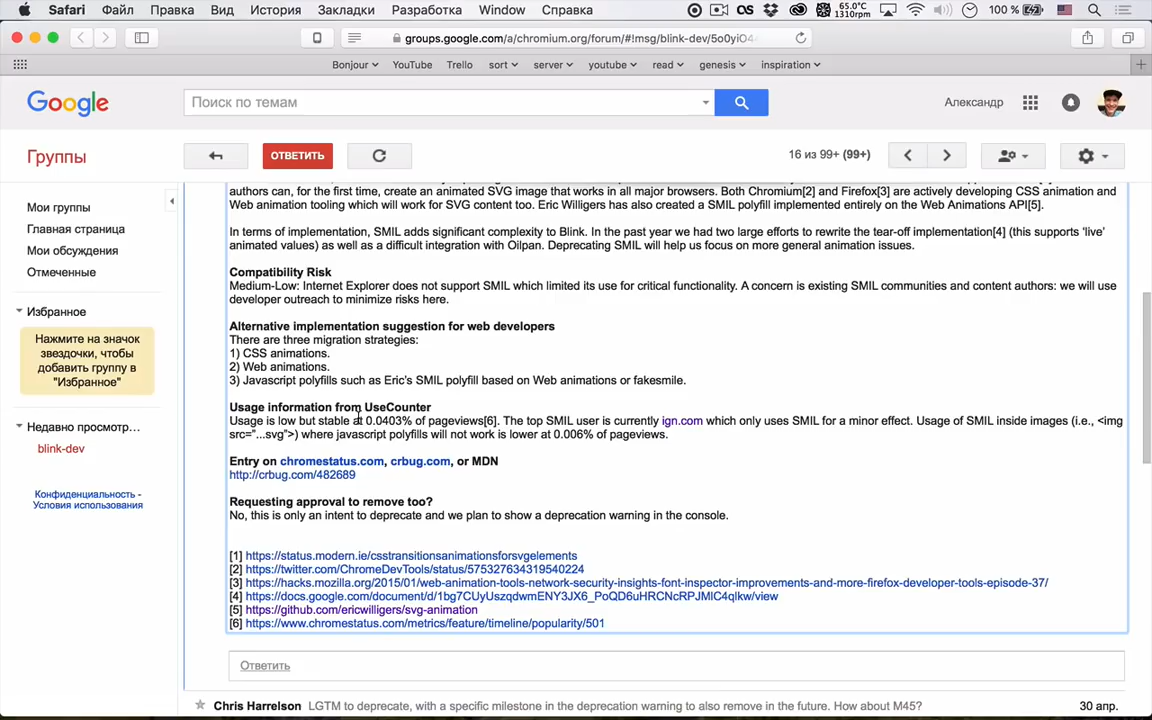 Safari Файл Правка Вид История Закладки Разработка Window Справка 65.0°C 1310rpm 100 %
groups.google.com/a/chromium.org/forum/#!msg/blink-dev/5o0yiO4
Bonjour YouTube Trello sort server youtube read genesis inspiration
Google Поиск по темам Александр
Группы ОТВЕТИТЬ 16 из 99+ (99+)
Мои группы
Главная страница
Мои обсуждения
Отмеченные
Избранное
Нажмите на значок
звездочки, чтобы
добавить группу в
"Избранное"
Недавно просмотр...
blink-dev
Конфиденциальность -
Условия использования
authors can, for the first time, create an animated SVG image that works in all major browsers. Both Chromium[2] and Firefox[3] are actively developing CSS animation and
Web animation tooling which will work for SVG content too. Eric Willigers has also created a SMIL polyfill implemented entirely on the Web Animations API[5].
In terms of implementation, SMIL adds significant complexity to Blink. In the past year we had two large efforts to rewrite the tear-off implementation[4] (this supports 'live'
animated values) as well as a difficult integration with Oilpan. Deprecating SMIL will help us focus on more general animation issues.
Compatibility Risk
Medium-Low: Internet Explorer does not support SMIL which limited its use for critical functionality. A concern is existing SMIL communities and content authors: we will use
developer outreach to minimize risks here.
Alternative implementation suggestion for web developers
There are three migration strategies:
1) CSS animations.
2) Web animations.
3) Javascript polyfills such as Eric's SMIL polyfill based on Web animations or fakesmile.
Usage information from UseCounter
Usage is low but stable at 0.0403% of pageviews[6]. The top SMIL user is currently ign.com which only uses SMIL for a minor effect. Usage of SMIL inside images (i.e., <img
src="...svg">) where javascript polyfills will not work is lower at 0.006% of pageviews.
Entry on chromestatus.com, crbug.com, or MDN
http://crbug.com/482689
Requesting approval to remove too?
No, this is only an intent to deprecate and we plan to show a deprecation warning in the console.
[1] https://status.modern.ie/csstransitionsanimationsforsvgelements
[2] https://twitter.com/ChromeDevTools/status/575327634319540224
[3] https://hacks.mozilla.org/2015/01/web-animation-tools-network-security-insights-font-inspector-improvements-and-more-firefox-developer-tools-episode-37/
[4] https://docs.google.com/document/d/1bg7CUyUszqdwmENY3JX6_PoQD6uHRCNcRPJMlC4qlkw/view
[5] https://github.com/ericwilligers/svg-animation
[6] https://www.chromestatus.com/metrics/feature/timeline/popularity/501
Ответить
Chris Harrelson LGTM to deprecate, with a specific milestone in the deprecation warning to also remove in the future. How about M45? 30 апр.